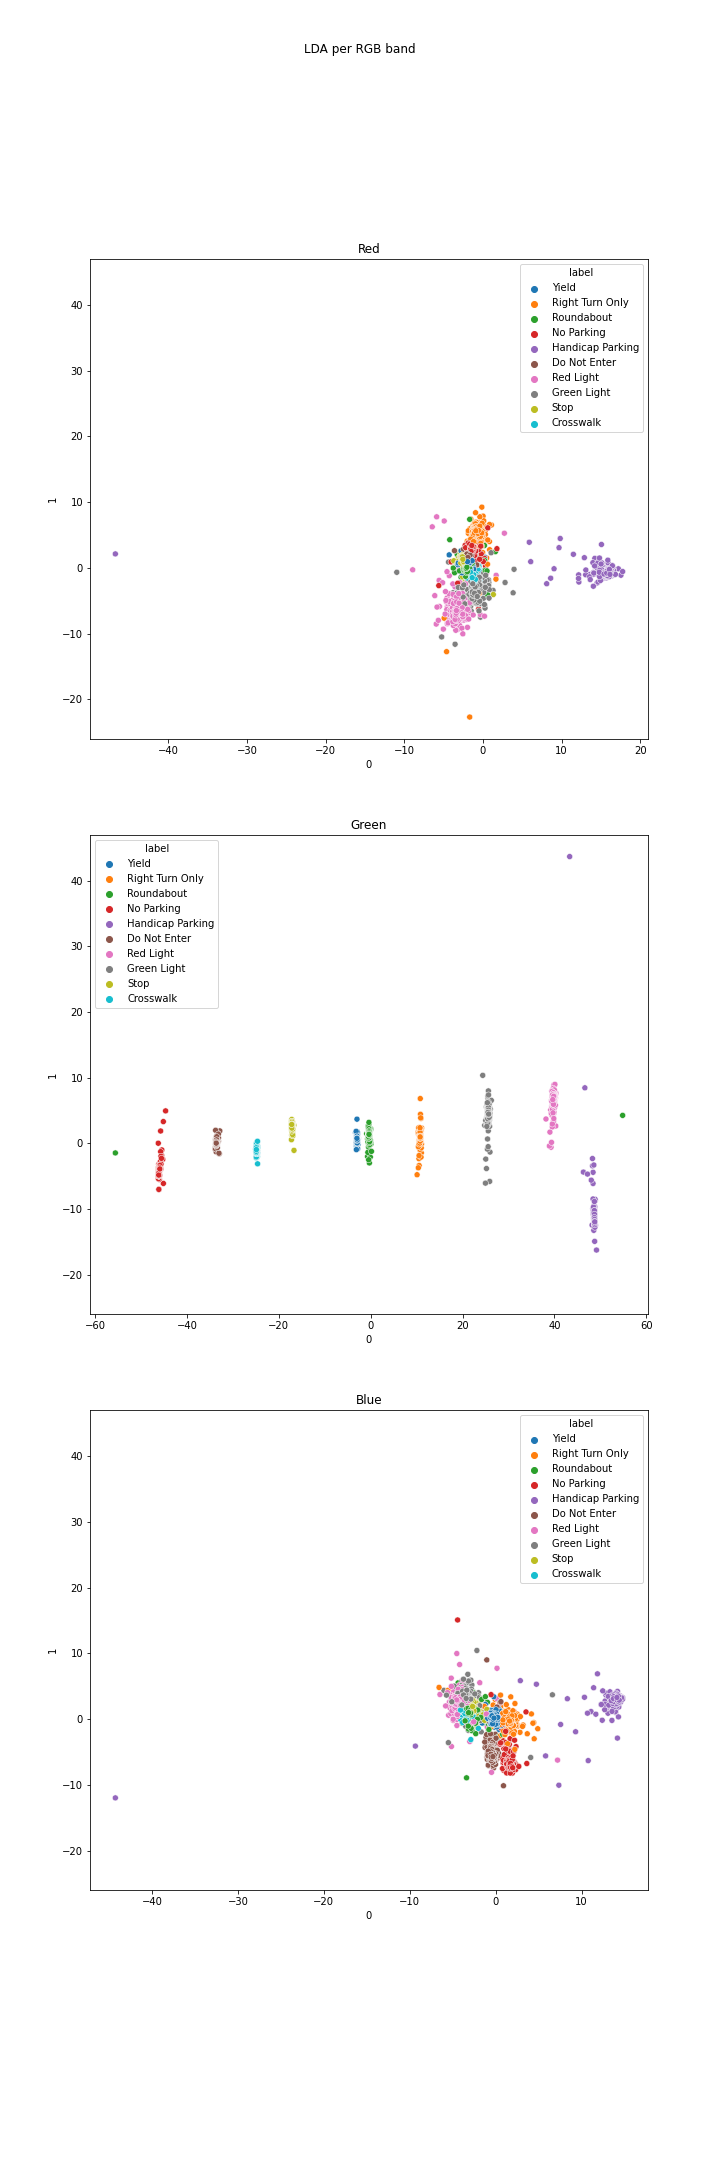 LDA per RGB band
Red
label
Yield
Right Turn Only
Roundabout
No Parking
Handicap Parking
Do Not Enter
Red Light
Green Light
Stop
Crosswalk
40
30
20
10
0
−10
−20
1
−40 −30 −20 −10 0 10 20
0
Green
label
Yield
Right Turn Only
Roundabout
No Parking
Handicap Parking
Do Not Enter
Red Light
Green Light
Stop
Crosswalk
40
30
20
10
0
−10
−20
1
−60 −40 −20 0 20 40 60
0
Blue
label
Yield
Right Turn Only
Roundabout
No Parking
Handicap Parking
Do Not Enter
Red Light
Green Light
Stop
Crosswalk
40
30
20
10
0
−10
−20
1
−40 −30 −20 −10 0 10
0